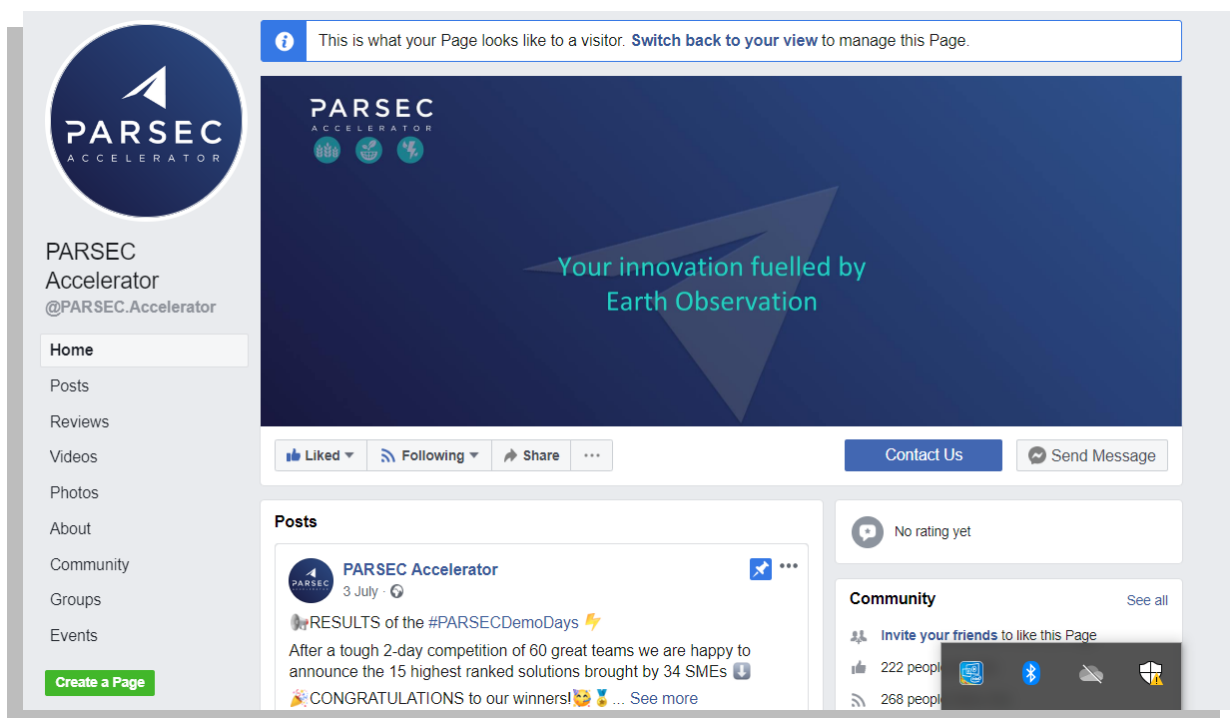 This is what your Page looks like to a visitor. Switch back to your view to manage this Page.
PARSEC
ACCELERATOR
PARSEC
ACCELERATOR
Your innovation fuelled by
Earth Observation
PARSEC
Accelerator
@PARSEC.Accelerator
Home
Posts
Reviews
Videos
Photos
About
Community
Groups
Events
Create a Page
Liked
Following
Share
Contact Us
Send Message
Posts
PARSEC
PARSEC Accelerator
3 July
RESULTS of the #PARSECDemoDays
After a tough 2-day competition of 60 great teams we are happy to
announce the 15 highest ranked solutions brought by 34 SMEs
CONGRATULATIONS to our winners! ... See more
No rating yet
Community
See all
Invite your friends to like this Page
222
268